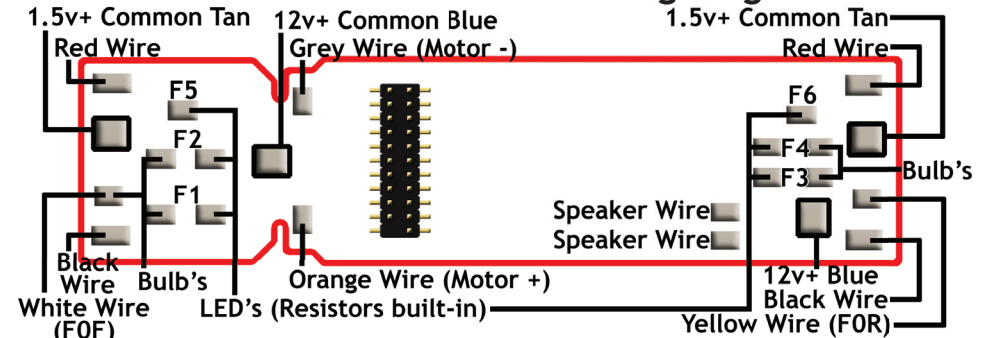 1.5v+ Common Tan
12v+ Common Blue
1.5v+ Common Tan
Red Wire
Grey Wire (Motor -)
Red Wire
F5
F6
F2
F4
Bulb's
F3
F1
Speaker Wire
Speaker Wire
Black
Wire
Bulb's
Orange Wire (Motor +)
12v+ Blue
White Wire
(F0F)
LED's (Resistors built-in)
Black Wire
Yellow Wire (F0R)